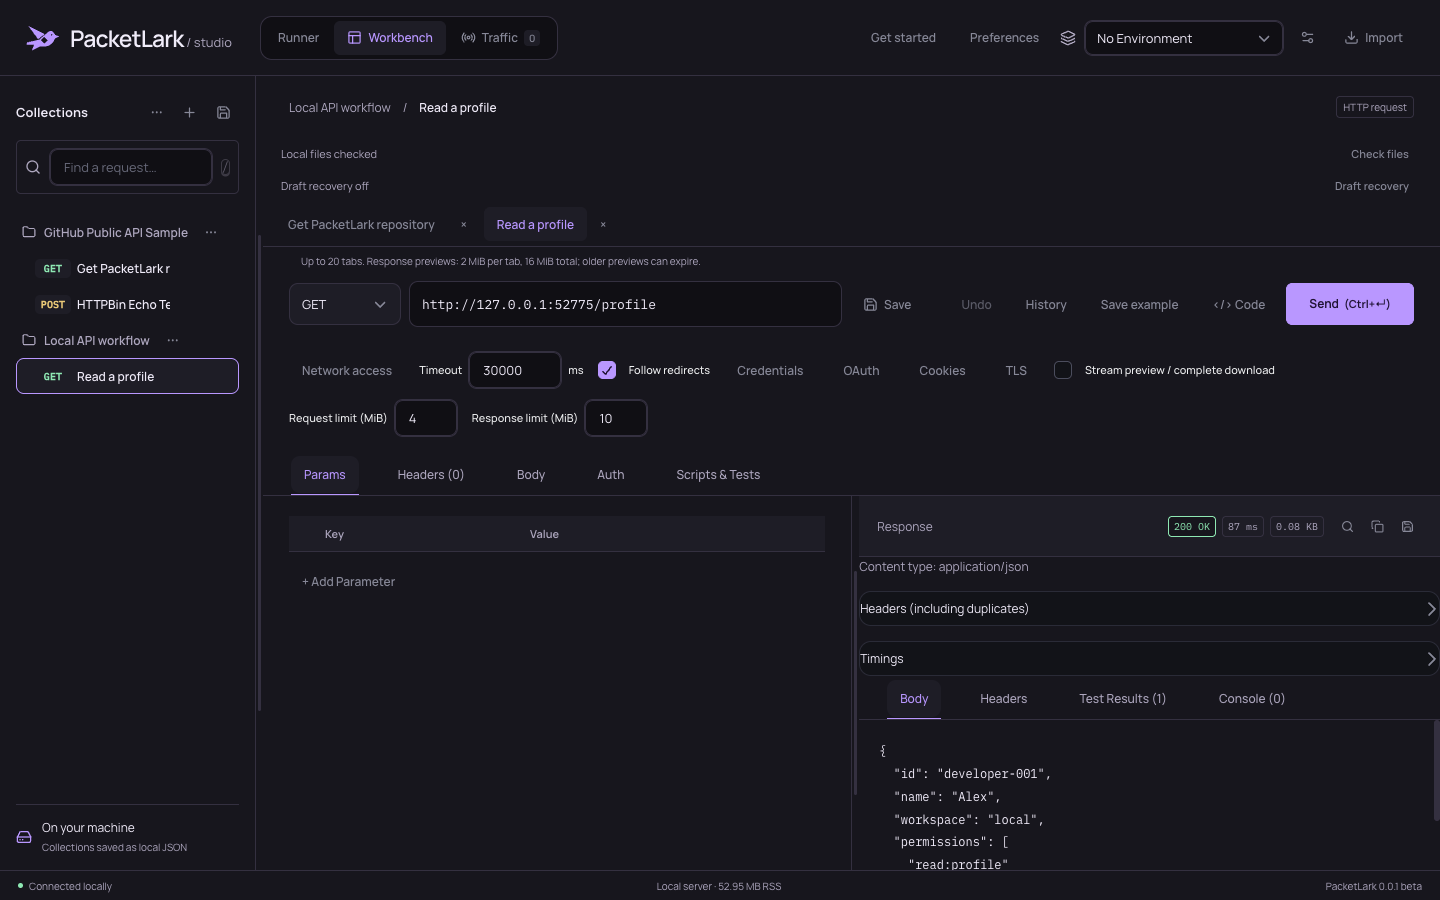 PacketLark / studio
Runner
Workbench
Traffic 0
Get started
Preferences
No Environment
Import
Collections
Find a request...
/
GitHub Public API Sample
GET Get PacketLark r
POST HTTPBin Echo Te
Local API workflow
GET Read a profile
On your machine
Collections saved as local JSON
Local API workflow / Read a profile
HTTP request
Local files checked
Check files
Draft recovery off
Draft recovery
Get PacketLark repository ×
Read a profile ×
Up to 20 tabs. Response previews: 2 MiB per tab, 16 MiB total; older previews can expire.
GET
http://127.0.0.1:52775/profile
Save
Undo
History
Save example
</> Code
Send (Ctrl+↵)
Network access
Timeout 30000 ms
Follow redirects
Credentials
OAuth
Cookies
TLS
Stream preview / complete download
Request limit (MiB) 4
Response limit (MiB) 10
Params
Headers (0)
Body
Auth
Scripts & Tests
Key
Value
+ Add Parameter
Response
200 OK
87 ms
0.08 KB
Content type: application/json
Headers (including duplicates)
Timings
Body
Headers
Test Results (1)
Console (0)
{
"id": "developer-001",
"name": "Alex",
"workspace": "local",
"permissions": [
"read:profile"
Connected locally
Local server · 52.95 MB RSS
PacketLark 0.0.1 beta